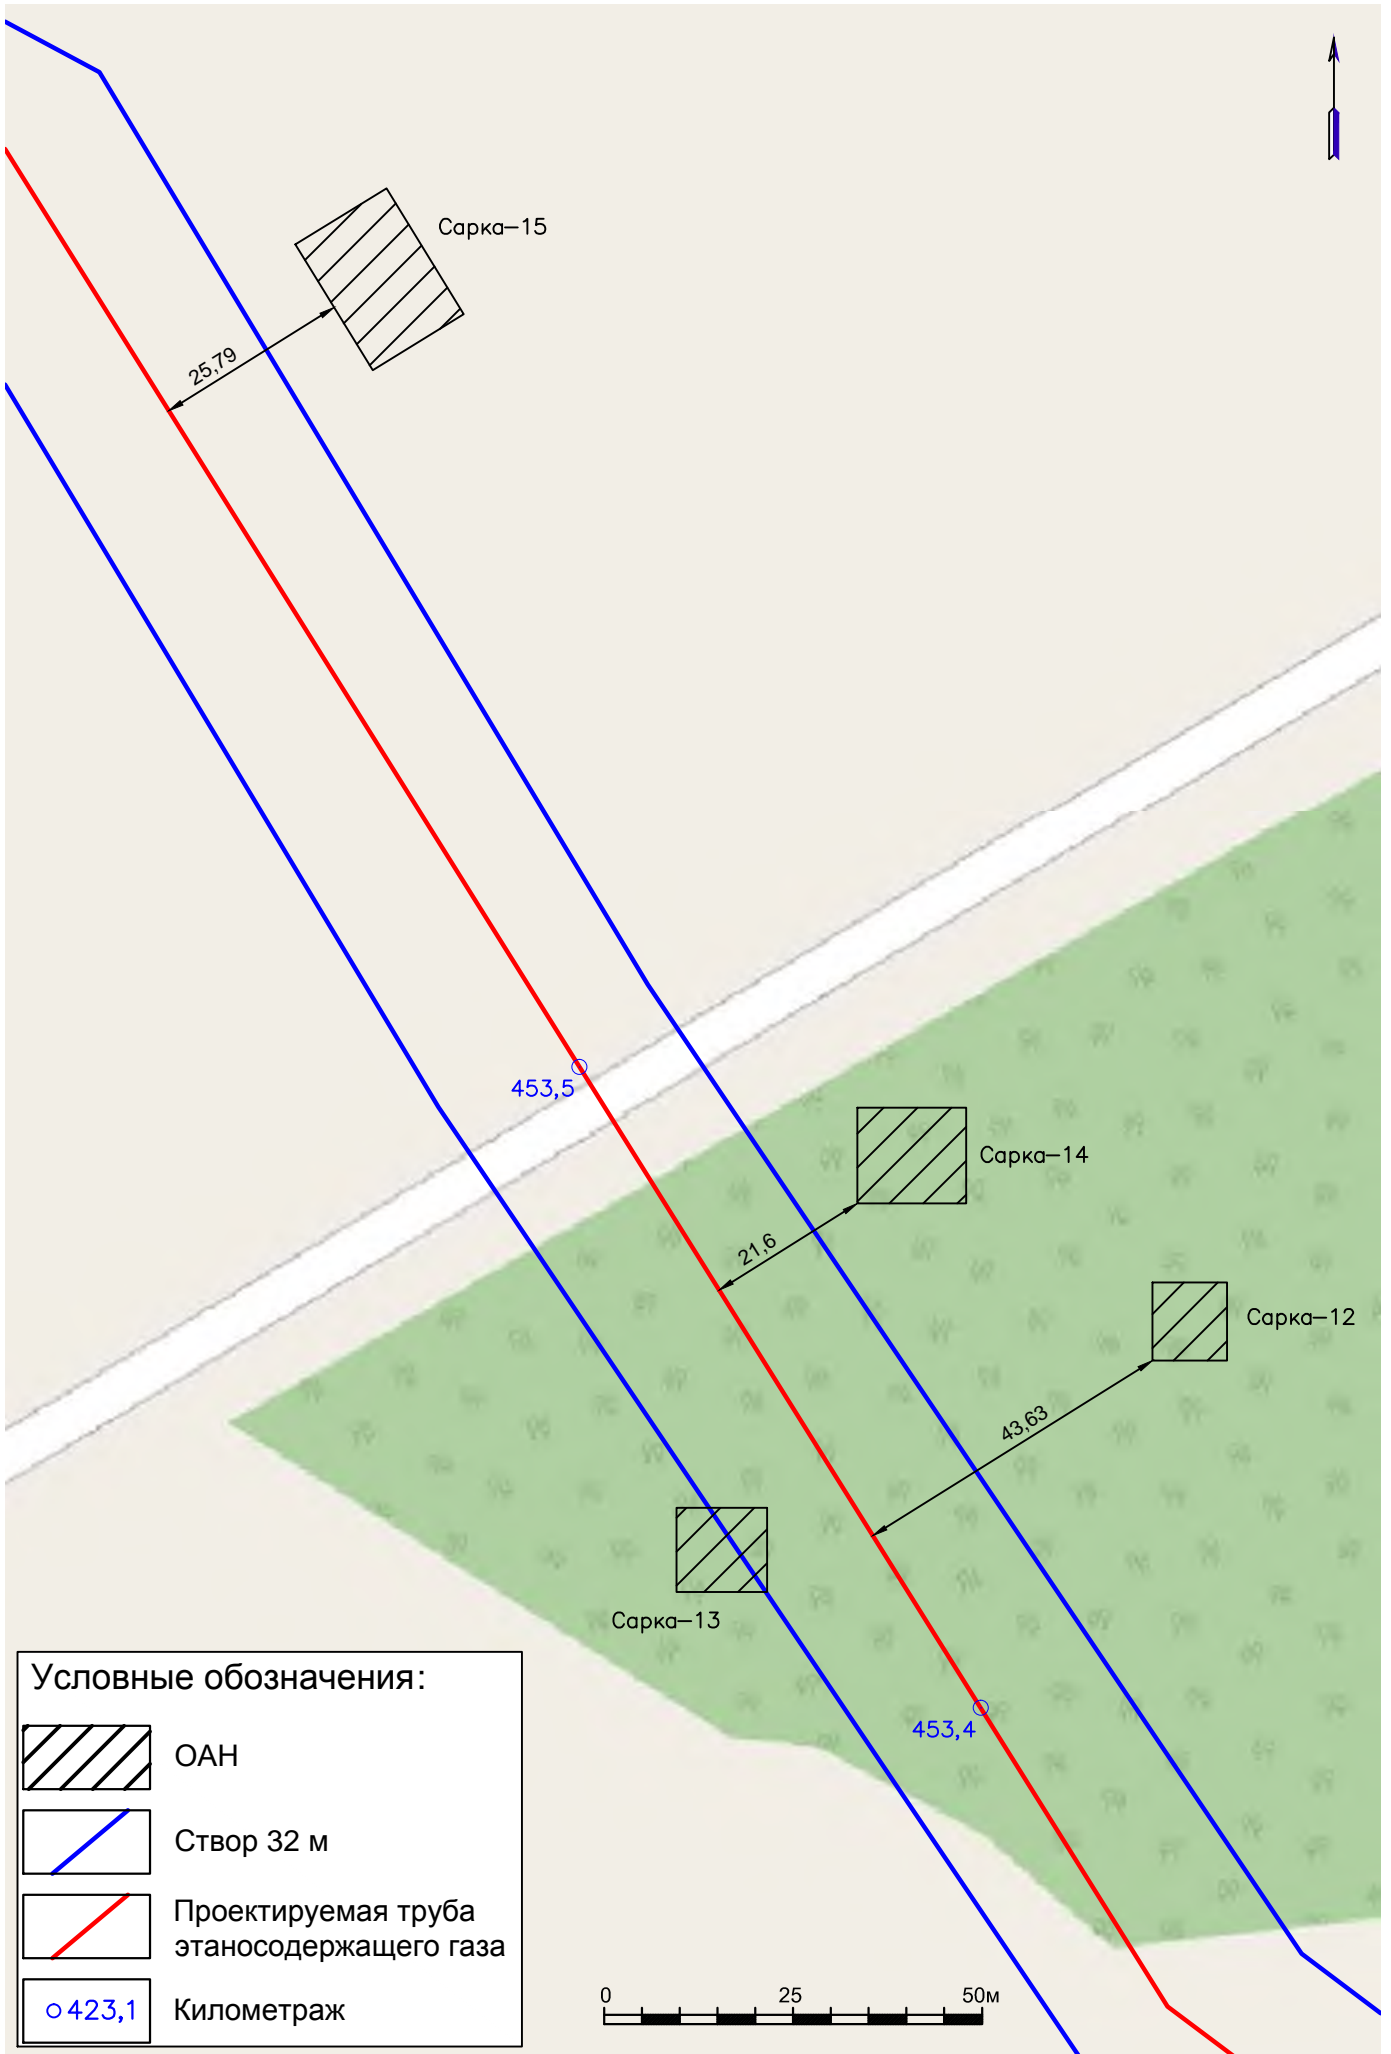 Сарка-15
25,79
453,5
Сарка-14
21,6
Сарка-12
43,63
Сарка-13
453,4
Условные обозначения:
ОАН
Створ 32 м
Проектируемая труба
этаносодержащего газа
423,1 Километраж
0 25 50м